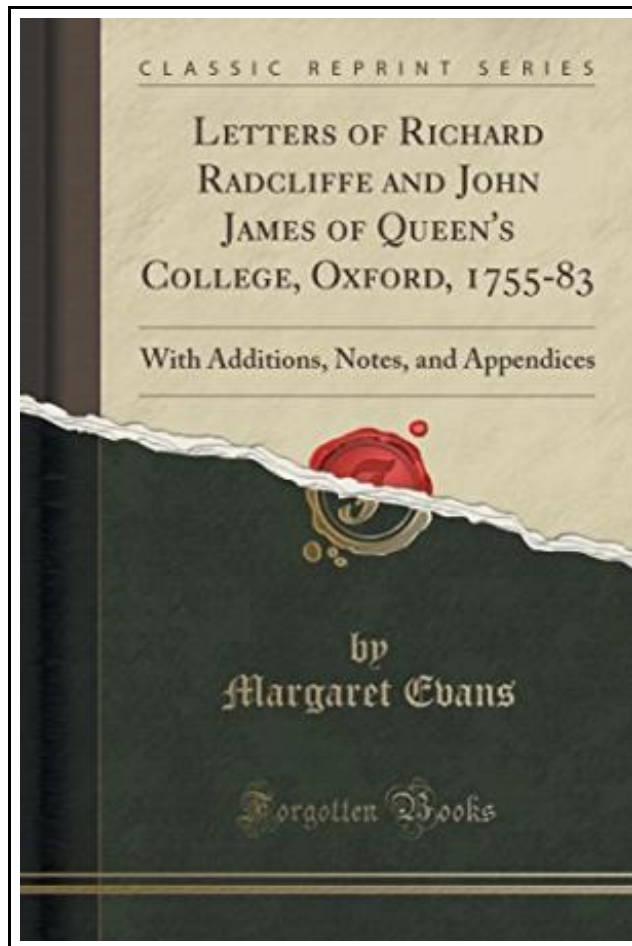 CLASSIC REPRINT SERIES
LETTERS OF RICHARD
RADCLIFFE AND JOHN
JAMES OF QUEEN'S
COLLEGE, OXFORD, 1755-83
With Additions, Notes, and Appendices
by
Margaret Evans
Forgotten Books